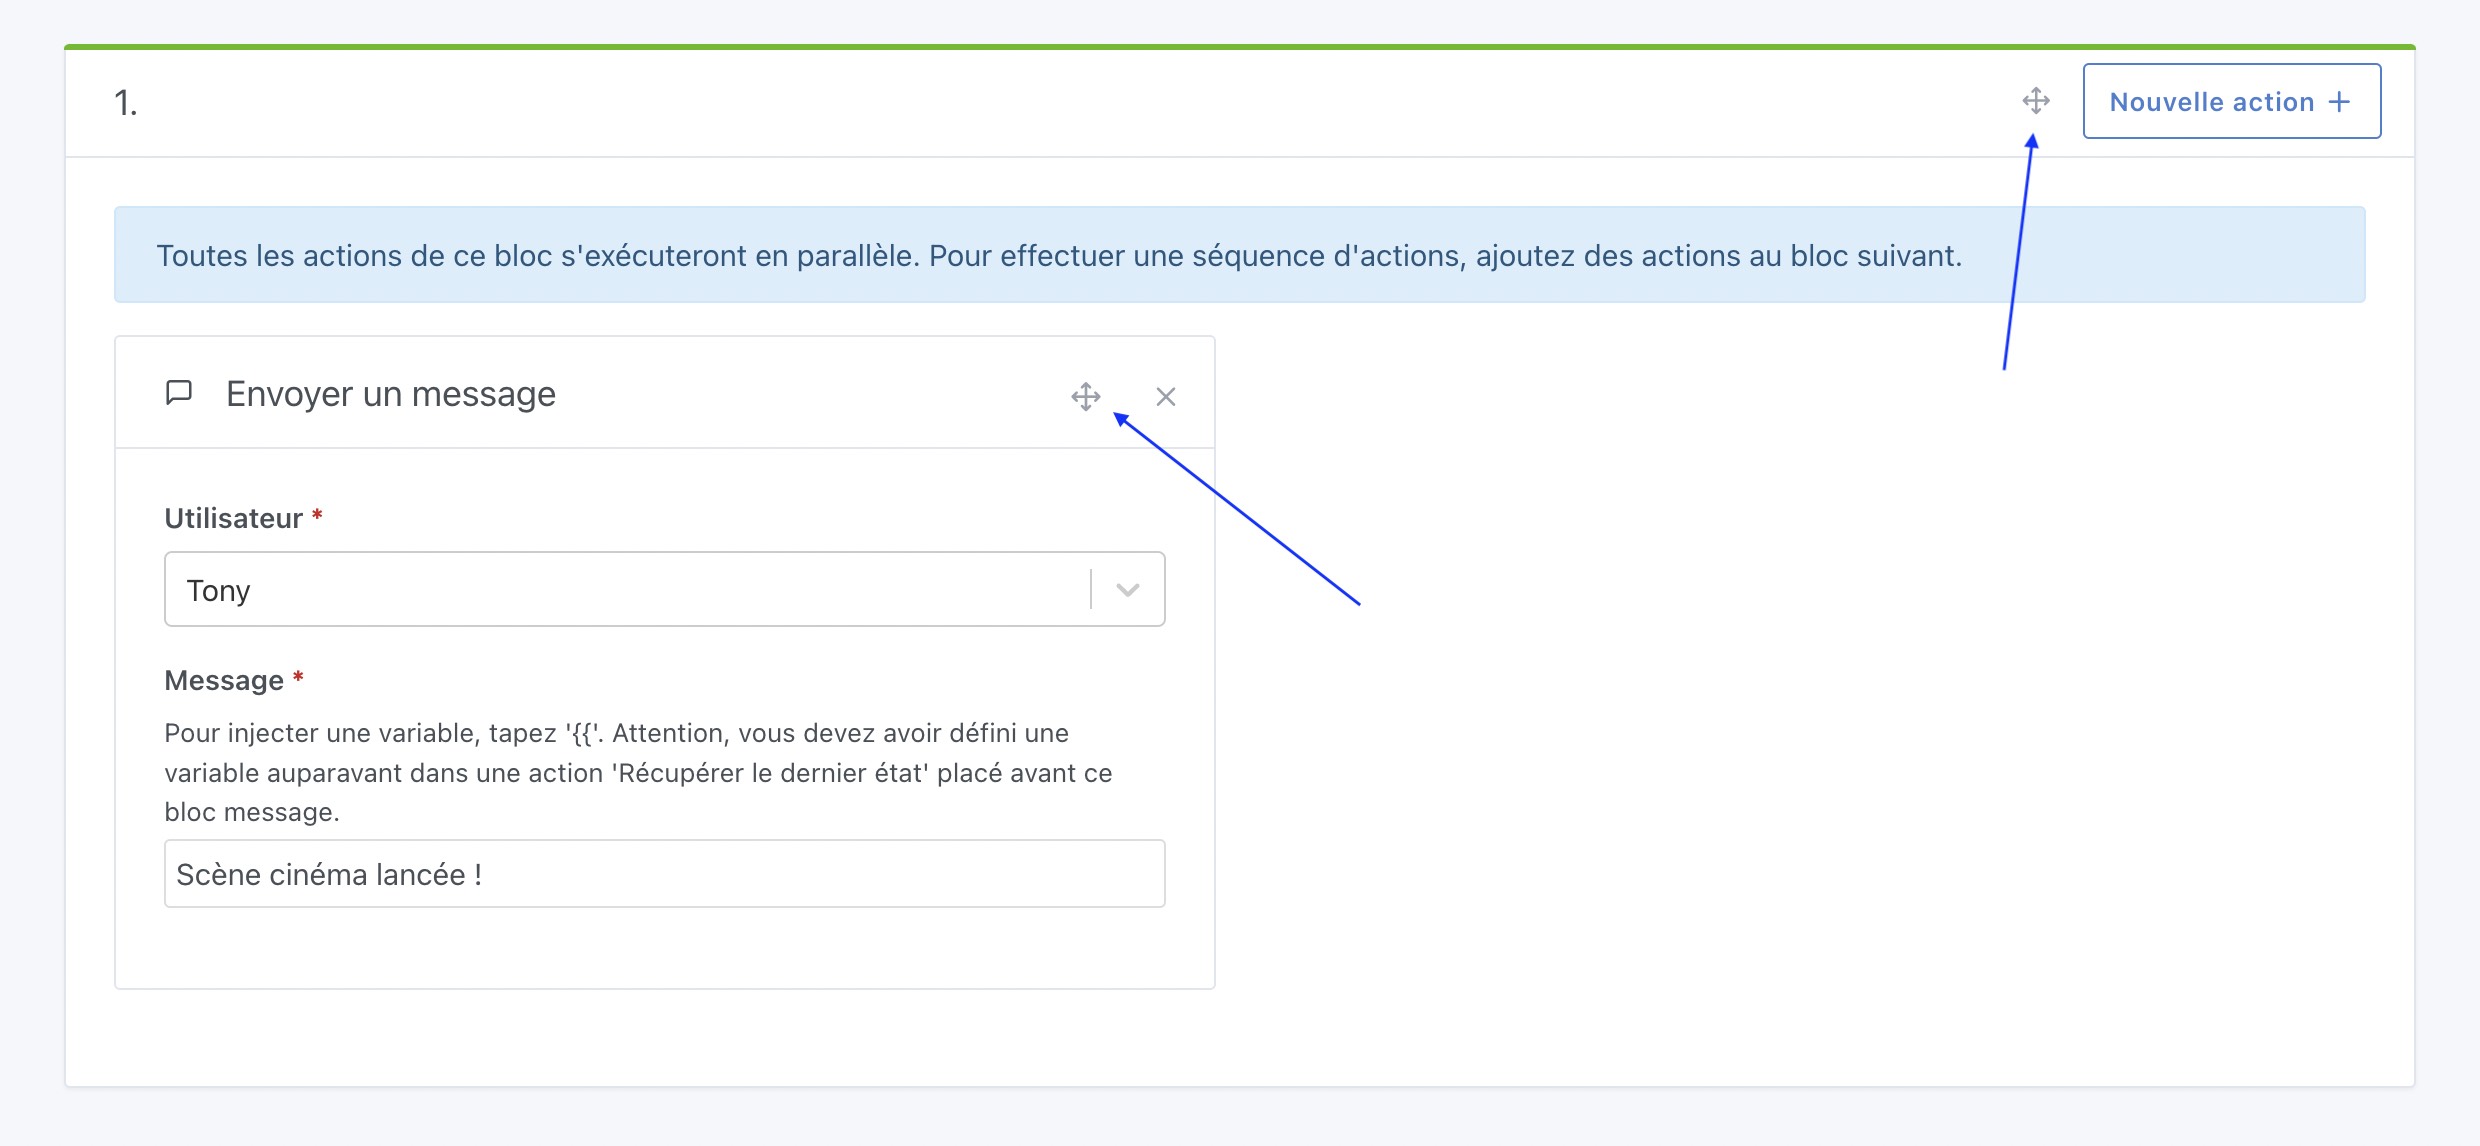 1.
Nouvelle action +
Toutes les actions de ce bloc s'exécuteront en parallèle. Pour effectuer une séquence d'actions, ajoutez des actions au bloc suivant.
Envoyer un message
Utilisateur *
Tony
Message *
Pour injecter une variable, tapez '{{'. Attention, vous devez avoir défini une
variable auparavant dans une action 'Récupérer le dernier état' placé avant ce
bloc message.
Scène cinéma lancée !